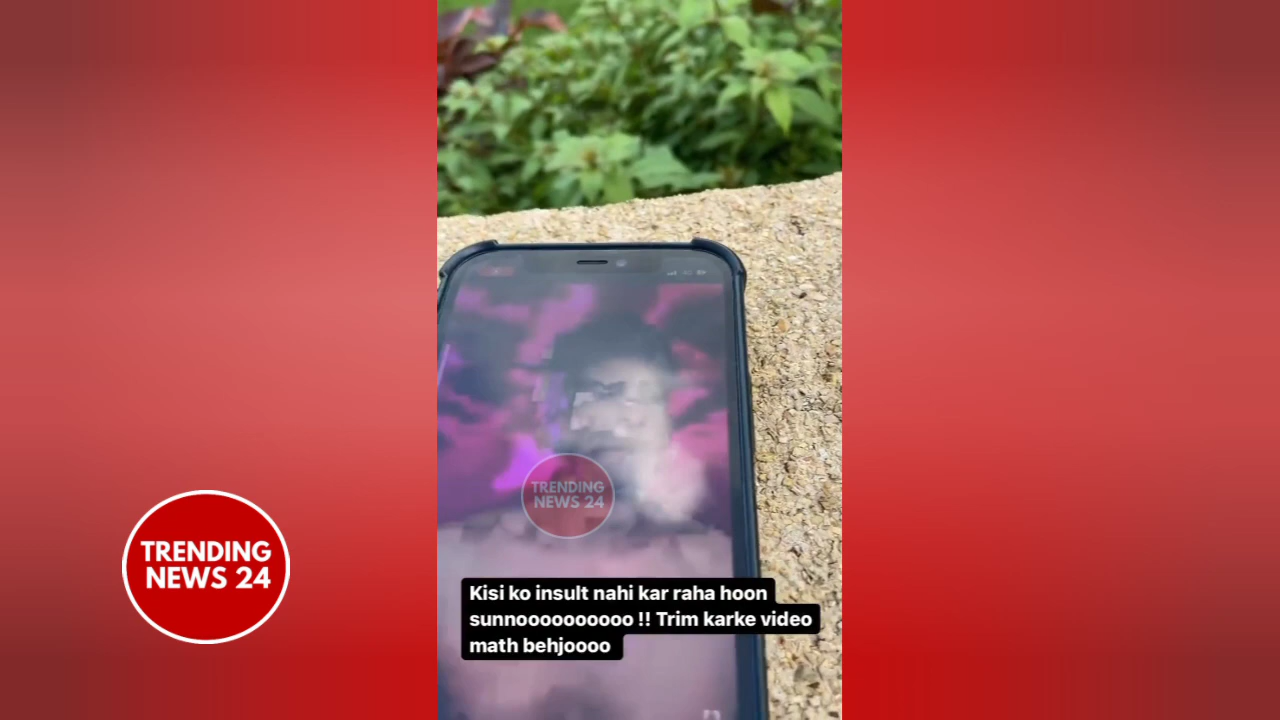 TRENDING
NEWS 24
TRENDING
NEWS 24
Kisi ko insult nahi kar raha hoon
sunnoooooooooo !! Trim karke video
math behjoooo